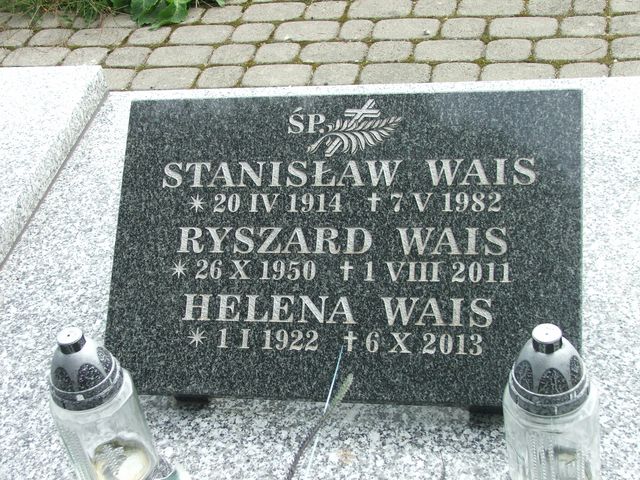 ŚP.
STANISŁAW WAIS
* 20 IV 1914 † 7 V 1982
RYSZARD WAIS
* 26 X 1950 † 1 VIII 2011
HELENA WAIS
* 1 I 1922 † 6 X 2013